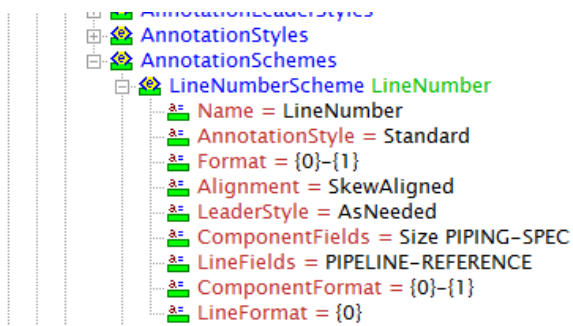 AnnotationLeaderStyles
AnnotationStyles
AnnotationSchemes
LineNumberScheme LineNumber
Name = LineNumber
AnnotationStyle = Standard
Format = {0}-{1}
Alignment = SkewAligned
LeaderStyle = AsNeeded
ComponentFields = Size PIPING-SPEC
LineFields = PIPELINE-REFERENCE
ComponentFormat = {0}-{1}
LineFormat = {0}